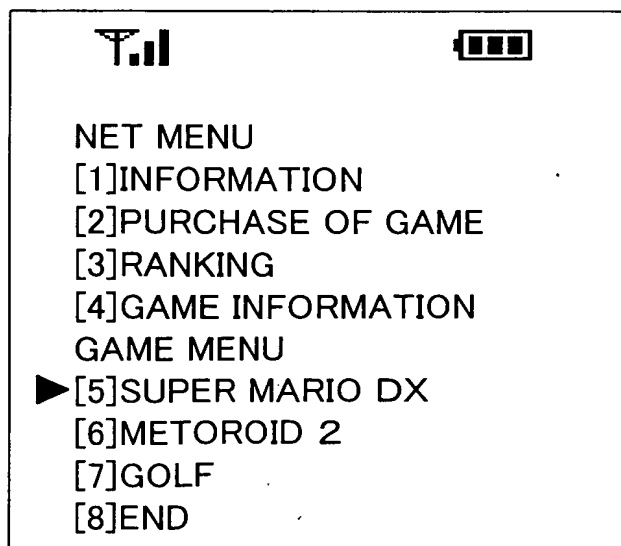 NET MENU
[1]INFORMATION
[2]PURCHASE OF GAME
[3]RANKING
[4]GAME INFORMATION
GAME MENU
▶[5]SUPER MARIO DX
[6]METOROID 2
[7]GOLF
[8]END